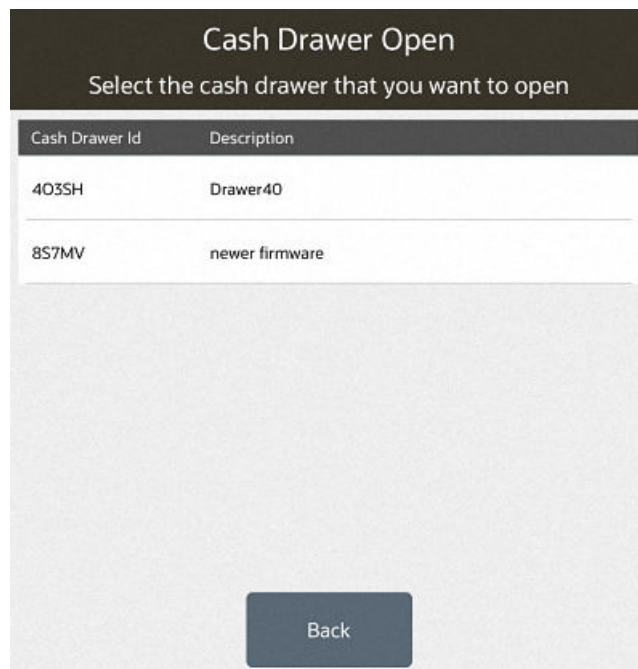 Cash Drawer Open
Select the cash drawer that you want to open
Cash Drawer Id Description
4O3SH Drawer40
8S7MV newer firmware
Back